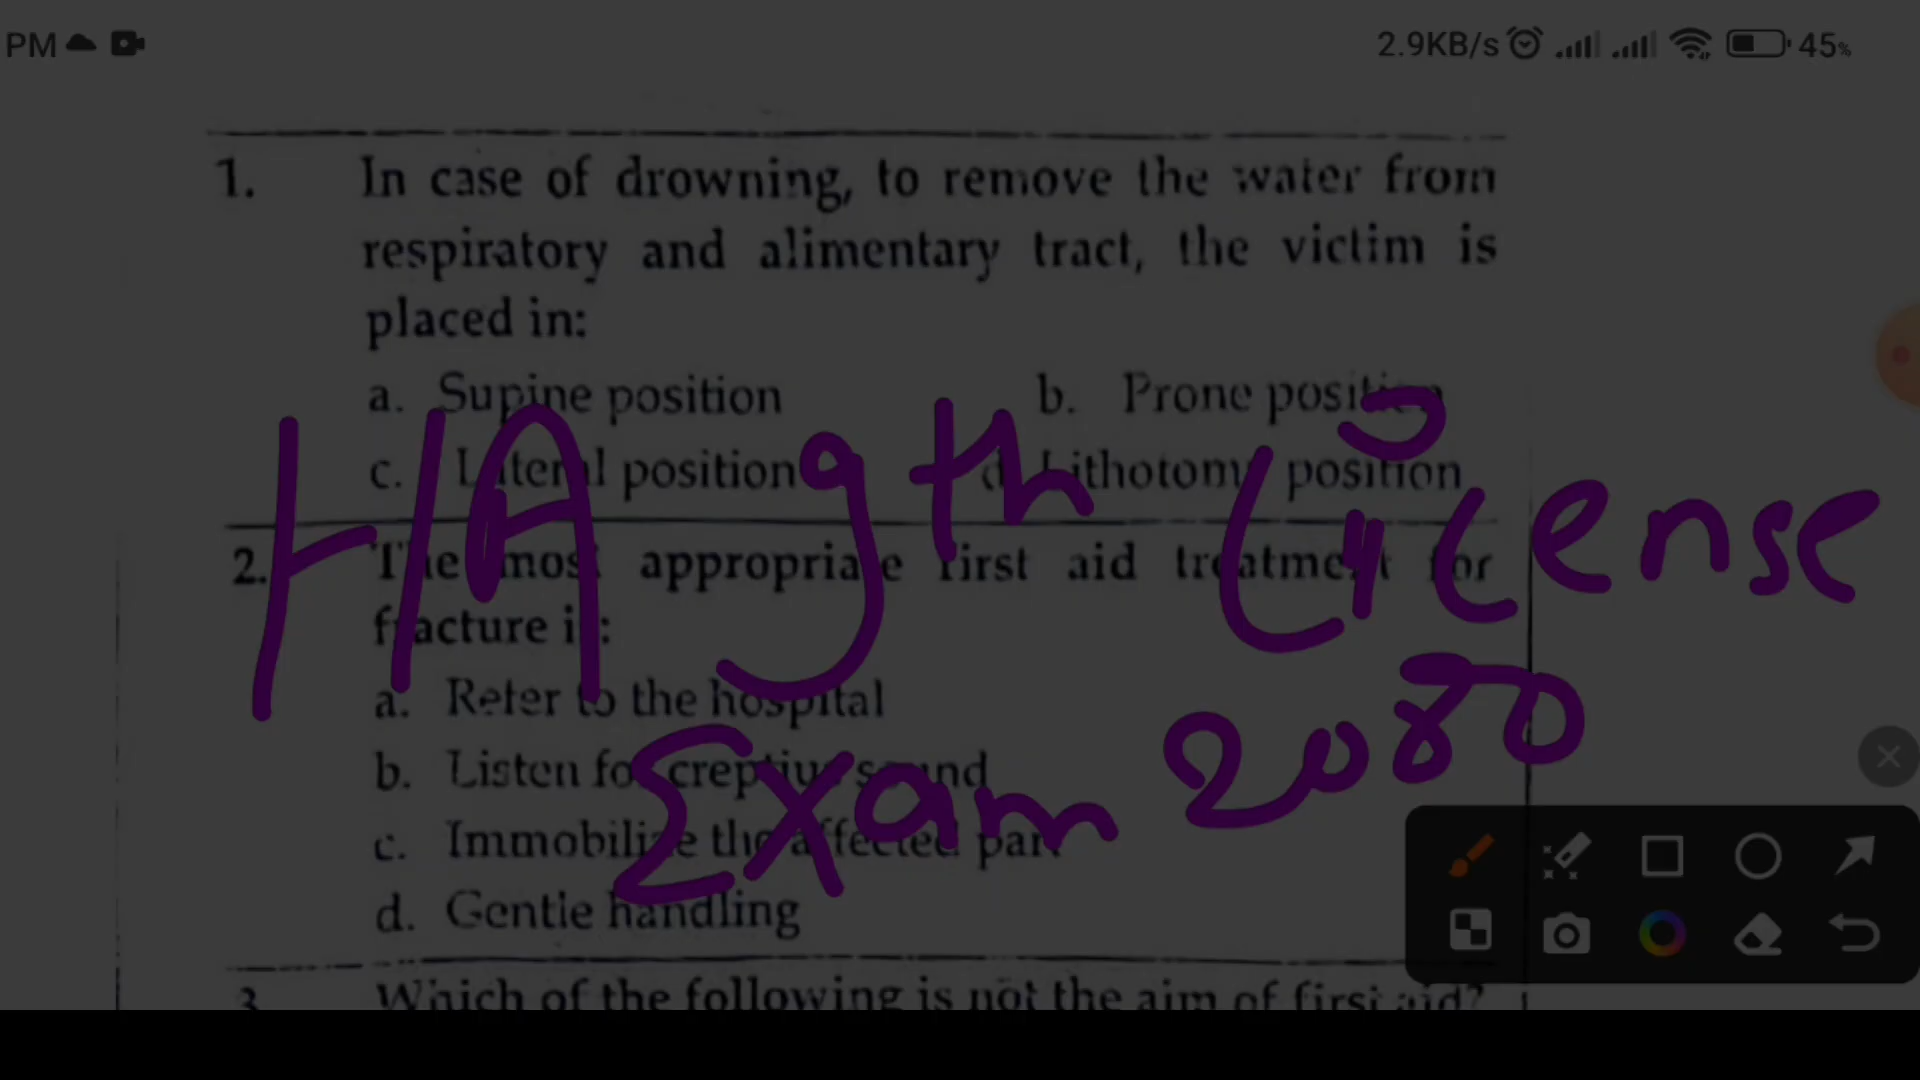 PM 2.9KB/s 45%
1. In case of drowning, to remove the water from
respiratory and alimentary tract, the victim is
placed in:
a. Supine position b. Prone position
c. Lateral position d. Lithotomy position
HA 9th License
2. The most appropriate first aid treatment for
fracture is:
a. Refer to the hospital
Exam 2080
b. Listen for creptius sound
c. Immobilize the affected part
d. Gentle handling
3. Which of the following is not the aim of first aid?